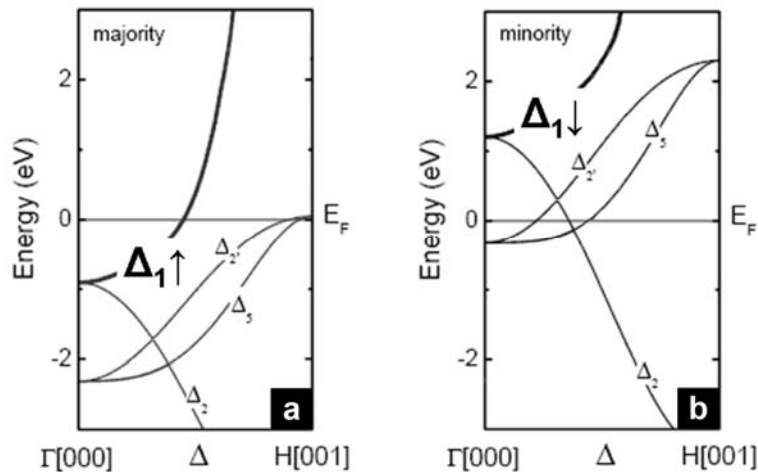 majority
2
0
-2
Energy (eV)
E_F
Δ₁↑
Δ₂'
Δ₅
Δ₂
a
Γ[000]
Δ
H[001]
minority
2
0
-2
Energy (eV)
E_F
Δ₁↓
Δ₂'
Δ₅
Δ₂
b
Γ[000]
Δ
H[001]